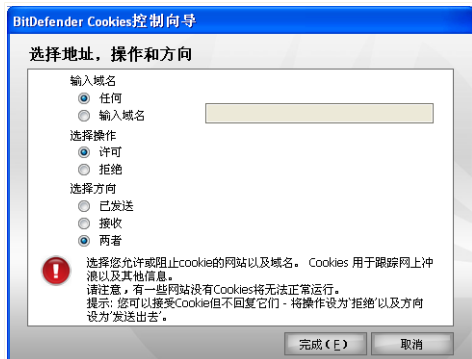 BitDefender Cookies控制向导
选择地址，操作和方向
输入域名
任何
输入域名
选择操作
许可
拒绝
选择方向
已发送
接收
两者
选择您允许或阻止cookie的网站以及域名。 Cookies 用于跟踪网上冲
浪以及其他信息。
请注意，有一些网站没有Cookies将无法正常运行。
提示: 您可以接受Cookie但不回复它们 - 将操作设为'拒绝'以及方向
设为'发送出去'。
完成(F)
取消